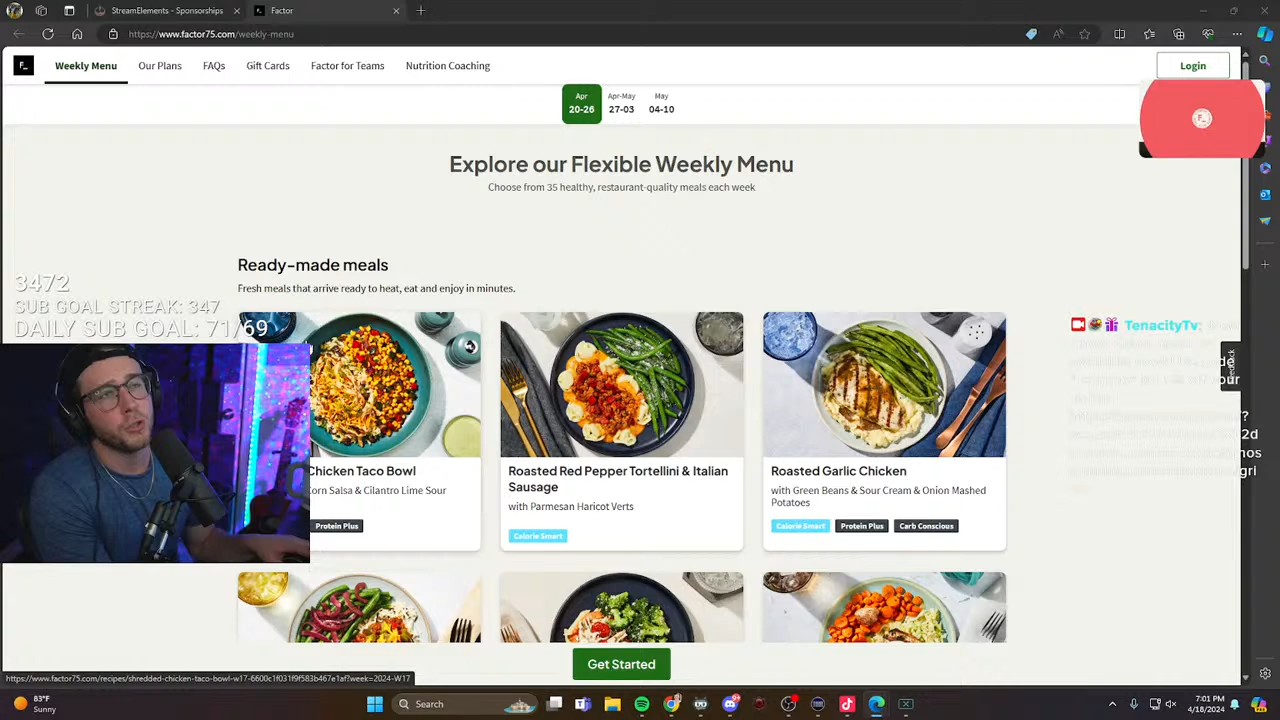 StreamElements - Sponsorships
Factor
https://www.factor75.com/weekly-menu
F_
Weekly Menu
Our Plans
FAQs
Gift Cards
Factor for Teams
Nutrition Coaching
Login
Apr
20-26
Apr-May
27-03
May
04-10
Explore our Flexible Weekly Menu
Choose from 35 healthy, restaurant-quality meals each week
Ready-made meals
Fresh meals that arrive ready to heat, eat and enjoy in minutes.
3472
SUB GOAL STREAK: 347
DAILY SUB GOAL: 71/69
TenacityTv:
Chicken Taco Bowl
Corn Salsa & Cilantro Lime Sour
Protein Plus
Roasted Red Pepper Tortellini & Italian
Sausage
with Parmesan Haricot Verts
Calorie Smart
Roasted Garlic Chicken
with Green Beans & Sour Cream & Onion Mashed
Potatoes
Calorie Smart
Protein Plus
Carb Conscious
Get Started
https://www.factor75.com/recipes/shredded-chicken-taco-bowl-w17-6600c1f031f9f583b467e1af?week=2024-W17
83°F
Sunny
Search
7:01 PM
4/18/2024